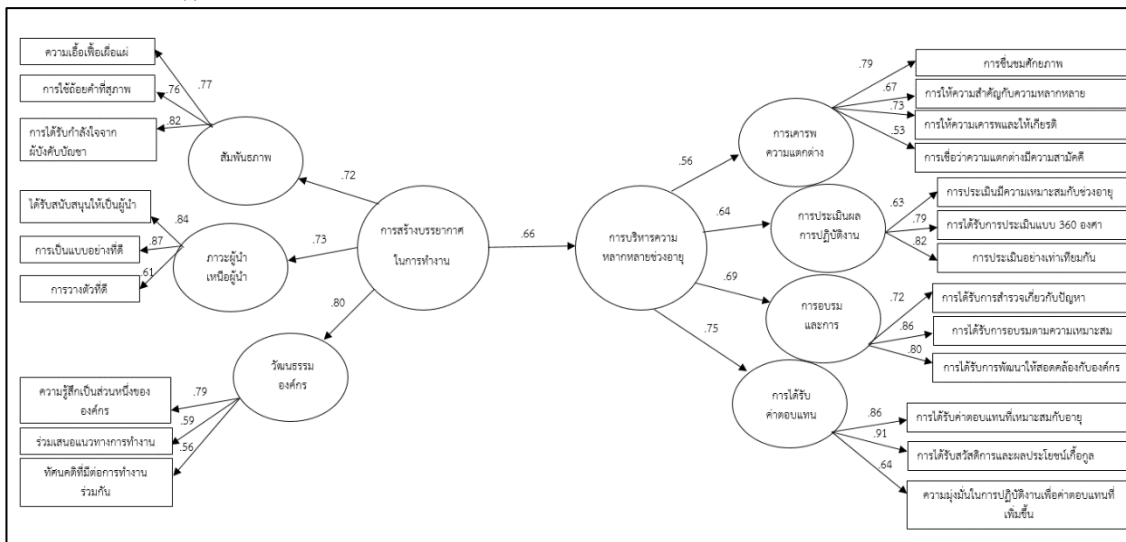 ความเอื้อเฟื้อเผื่อแผ่
การใช้ถ้อยคำที่สุภาพ
การได้รับกำลังใจจาก
ผู้บังคับบัญชา
.77
.76
.82
สัมพันธภาพ
.72
ได้รับสนับสนุนให้เป็นผู้นำ
การเป็นแบบอย่างที่ดี
การวางตัวที่ดี
.84
.87
.61
ภาวะผู้นำ
เหนือผู้นำ
.73
การสร้างบรรยากาศ
ในการทำงาน
.80
วัฒนธรรม
องค์กร
ความรู้สึกเป็นส่วนหนึ่งของ
องค์กร
ร่วมเสนอแนวทางการทำงาน
ทัศนคติที่มีต่อการทำงาน
ร่วมกัน
.79
.59
.56
.66
การบริหารความ
หลากหลายช่วงอายุ
.56
.64
.69
.75
การเคารพ
ความแตกต่าง
.79
.67
.73
.53
การชื่นชมศักยภาพ
การให้ความสำคัญกับความหลากหลาย
การให้ความเคารพและให้เกียรติ
การเชื่อว่าความแตกต่างมีความสามัคคี
การประเมินผล
การปฏิบัติงาน
.63
.79
.82
การประเมินมีความเหมาะสมกับช่วงอายุ
การได้รับการประเมินแบบ 360 องศา
การประเมินอย่างเท่าเทียมกัน
การอบรม
และการ
.72
.86
.80
การได้รับการสำรวจเกี่ยวกับปัญหา
การได้รับการอบรมตามความเหมาะสม
การได้รับการพัฒนาให้สอดคล้องกับองค์กร
การได้รับ
ค่าตอบแทน
.86
.91
.64
การได้รับค่าตอบแทนที่เหมาะสมกับอายุ
การได้รับสวัสดิการและผลประโยชน์เกื้อกูล
ความมุ่งมั่นในการปฏิบัติงานเพื่อค่าตอบแทนที่
เพิ่มขึ้น